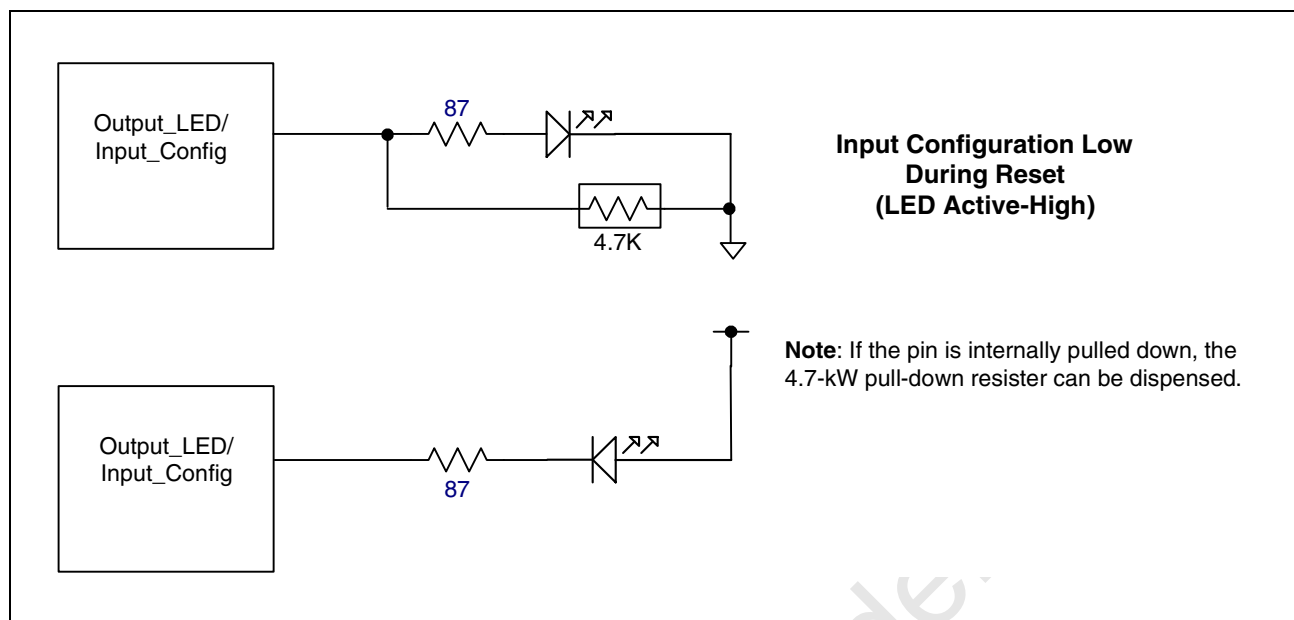 Output_LED/
Input_Config
87
4.7K
Input Configuration Low
During Reset
(LED Active-High)
Note: If the pin is internally pulled down, the
4.7-kW pull-down resister can be dispensed.
Output_LED/
Input_Config
87